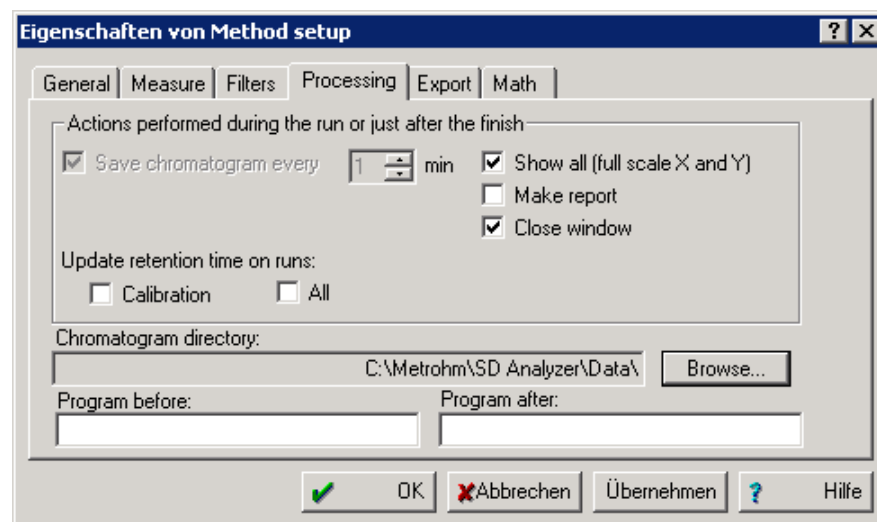 Eigenschaften von Method setup
General Measure Filters Processing Export Math
Actions performed during the run or just after the finish
Save chromatogram every 1 min Show all (full scale X and Y)
Make report
Close window
Update retention time on runs:
Calibration All
Chromatogram directory:
C:\Metrohm\SD Analyzer\Data\ Browse...
Program before: Program after:
OK Abbrechen Übernehmen Hilfe